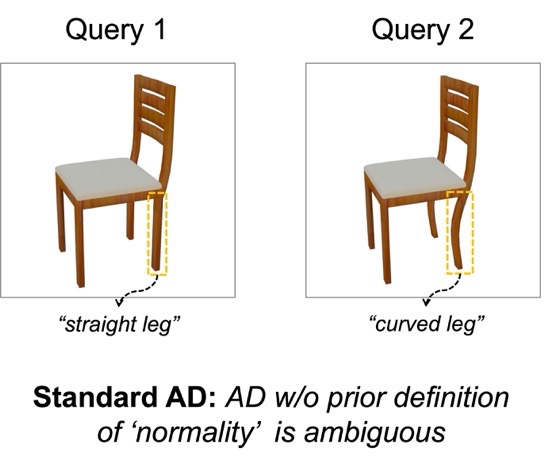 Query 1
Query 2
“straight leg”
“curved leg”
Standard AD: AD w/o prior definition
of ‘normality’ is ambiguous